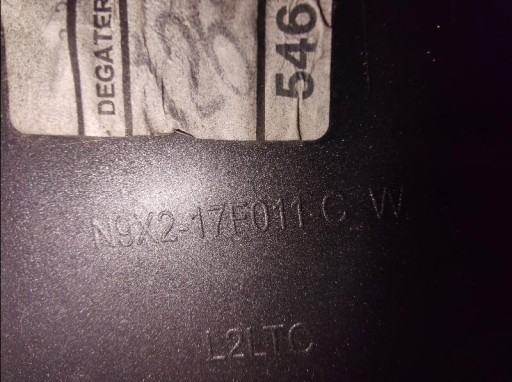 DEGATER
546
N9X2-17F011-C W
L2LTC